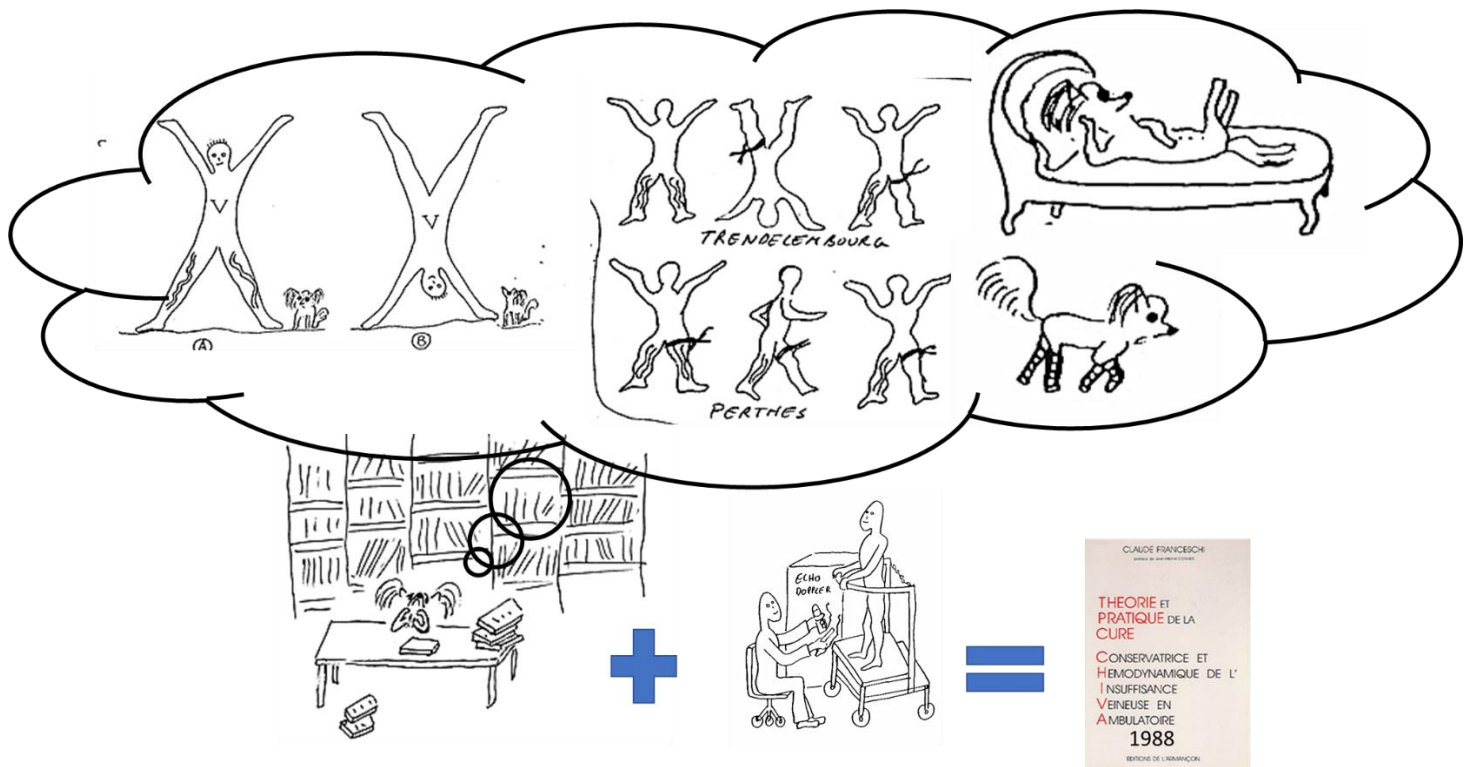 TRENDELEMBOURG
A
B
PERTHES
ECHO
DOPPLER
CLAUDE FRANCESCHI
THEORIE ET
PRATIQUE DE LA
CURE
CONSERVATRICE ET
HEMODYNAMIQUE DE L'
INSUFFISANCE
VEINEUSE EN
AMBULATOIRE
1988
EDITIONS DE L'ARMANÇON